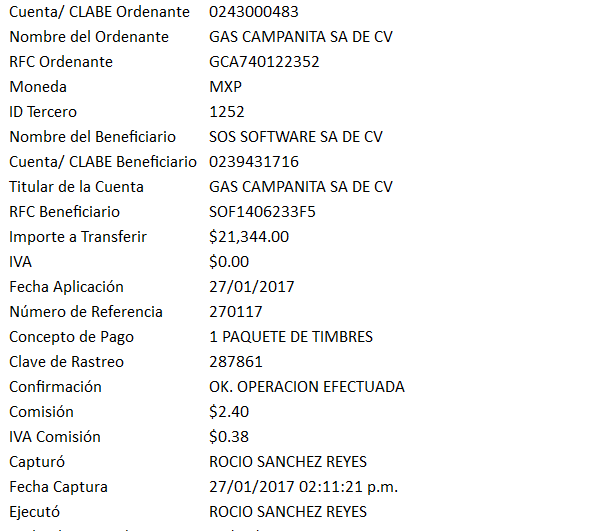 Cuenta/ CLABE Ordenante 0243000483
Nombre del Ordenante GAS CAMPANITA SA DE CV
RFC Ordenante GCA740122352
Moneda MXP
ID Tercero 1252
Nombre del Beneficiario SOS SOFTWARE SA DE CV
Cuenta/ CLABE Beneficiario 0239431716
Titular de la Cuenta GAS CAMPANITA SA DE CV
RFC Beneficiario SOF1406233F5
Importe a Transferir $21,344.00
IVA $0.00
Fecha Aplicación 27/01/2017
Número de Referencia 270117
Concepto de Pago 1 PAQUETE DE TIMBRES
Clave de Rastreo 287861
Confirmación OK. OPERACION EFECTUADA
Comisión $2.40
IVA Comisión $0.38
Capturó ROCIO SANCHEZ REYES
Fecha Captura 27/01/2017 02:11:21 p.m.
Ejecutó ROCIO SANCHEZ REYES